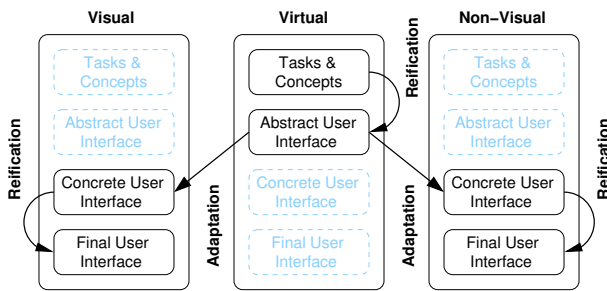 Visual
Tasks &
Concepts
Abstract User
Interface
Concrete User
Interface
Final User
Interface
Reification
Virtual
Tasks &
Concepts
Abstract User
Interface
Concrete User
Interface
Final User
Interface
Reification
Adaptation
Adaptation
Non−Visual
Tasks &
Concepts
Abstract User
Interface
Concrete User
Interface
Final User
Interface
Reification